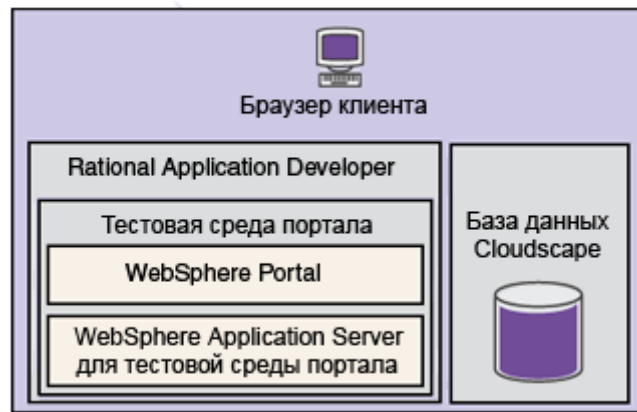 Браузер клиента
Rational Application Developer
Тестовая среда портала
WebSphere Portal
WebSphere Application Server
для тестовой среды портала
База данных
Cloudscape